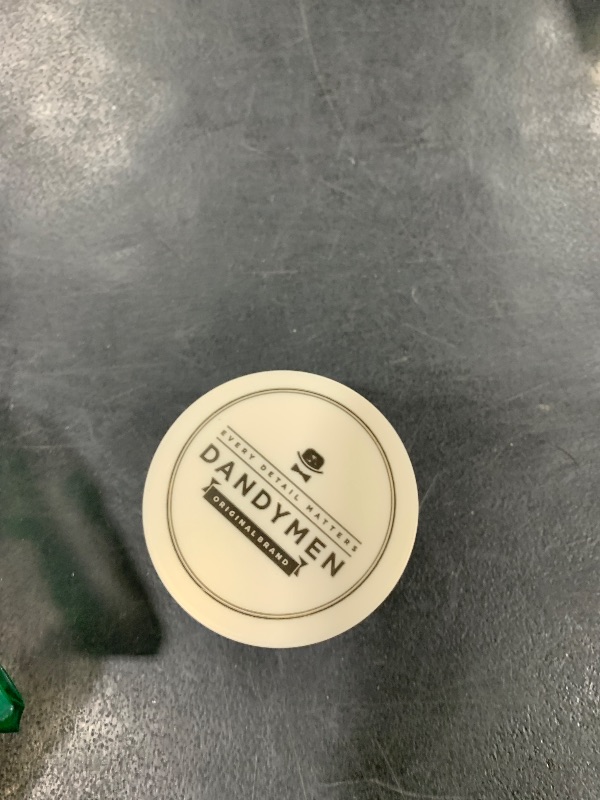 EVERY DETAIL MATTERS
DANDYMEN
ORIGINAL BRAND